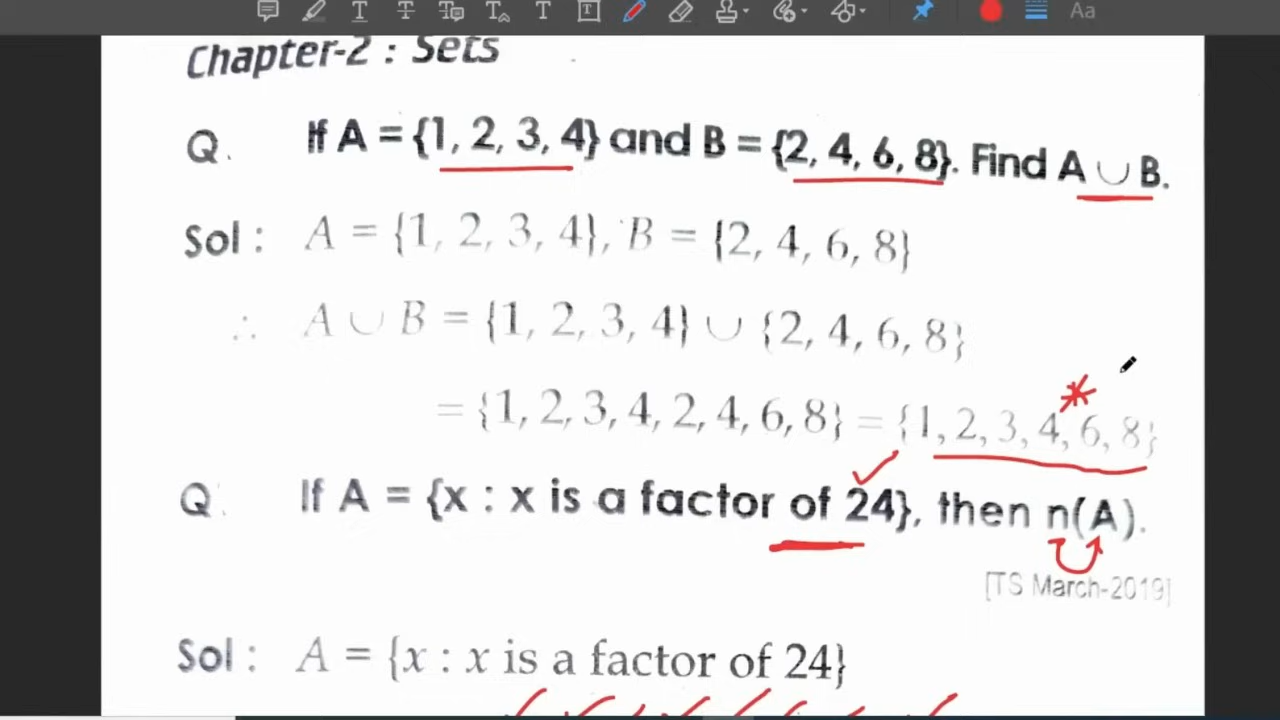 Chapter-2 : Sets
Q. If A = {1, 2, 3, 4} and B = {2, 4, 6, 8}. Find A ∪ B.
Sol : A = {1, 2, 3, 4}, B = {2, 4, 6, 8}
∴ A ∪ B = {1, 2, 3, 4} ∪ {2, 4, 6, 8}
= {1, 2, 3, 4, 2, 4, 6, 8} = {1, 2, 3, 4, 6, 8}
Q. If A = {x : x is a factor of 24}, then n(A).
[TS March-2019]
Sol : A = {x : x is a factor of 24}